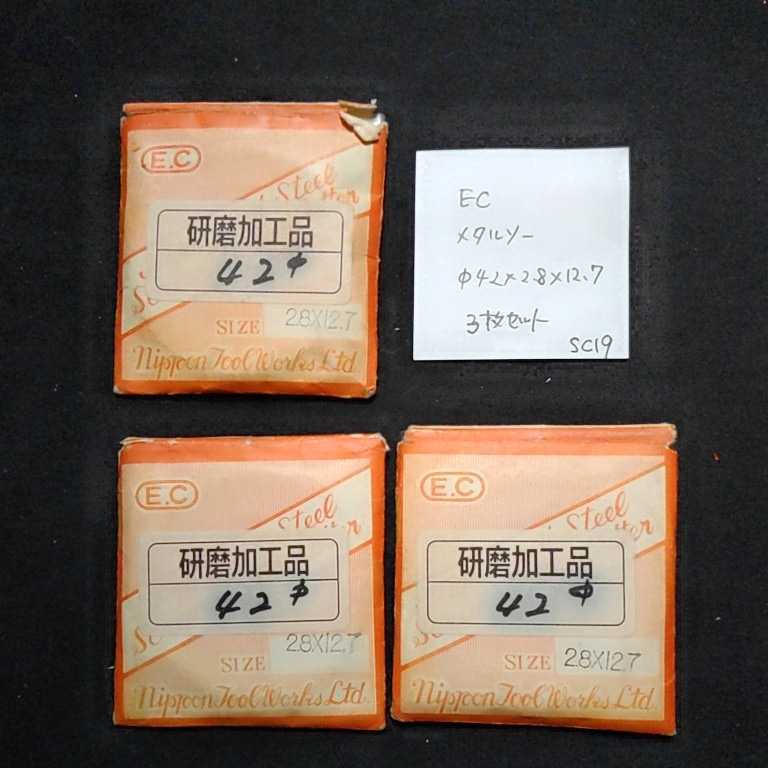 E.C
Steel
研磨加工品
42φ
SIZE 2.8X12.7
Nippon Tool Works Ltd
EC
メタルソー
φ42×2.8×12.7
3枚セット
SC19
E.C
Steel
研磨加工品
42φ
SIZE 2.8X12.7
Nippon Tool Works Ltd.
E.C
Steel
研磨加工品
42φ
SIZE 2.8X12.7
Nippon Tool Works Ltd